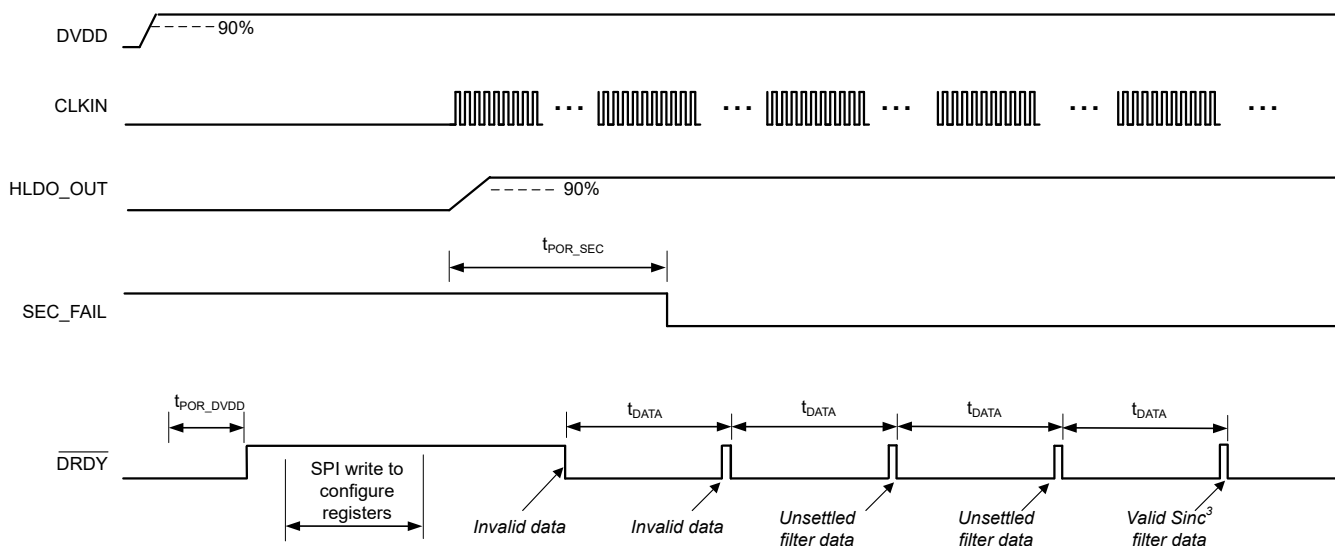 DVDD
90%
CLKIN
...
...
...
...
...
HLDO_OUT
90%
tPOR_SEC
SEC_FAIL
tPOR_DVDD
tDATA
tDATA
tDATA
tDATA
DRDY
SPI write to
configure
registers
Invalid data
Invalid data
Unsettled
filter data
Unsettled
filter data
Valid Sinc³
filter data